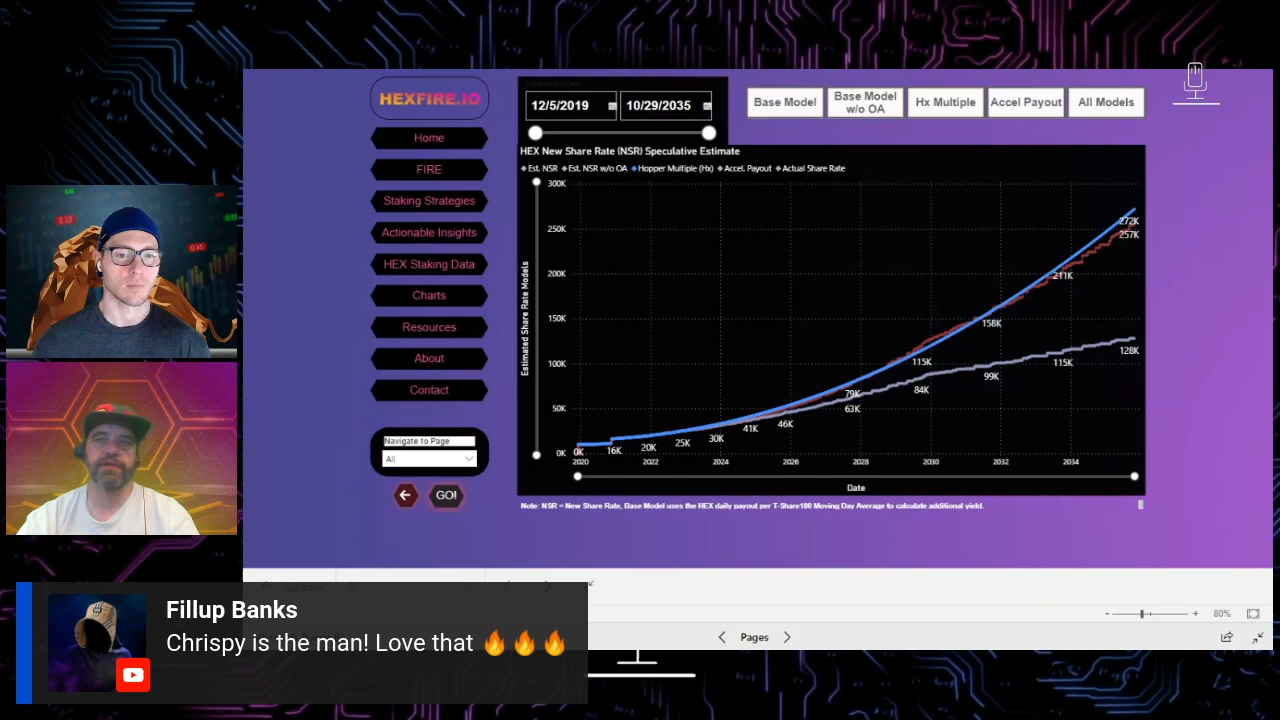 HEXFIRE.IO
Home
FIRE
Staking Strategies
Actionable Insights
HEX Staking Data
Charts
Resources
About
Contact
Navigate to Page
All
GO!
12/5/2019
10/29/2035
Base Model
Base Model
w/o OA
Hx Multiple
Accel Payout
All Models
HEX New Share Rate (NSR) Speculative Estimate
Est. NSR Est. NSR w/o OA Hopper Multiple (Hx) Accel. Payout Actual Share Rate
Estimated Share Rate Models
300K
250K
200K
150K
100K
50K
0K
0K
16K
20K
25K
30K
41K
46K
79K
63K
115K
84K
158K
99K
211K
115K
272K
257K
128K
2020 2022 2024 2026 2028 2030 2032 2034
Date
Note: NSR = New Share Rate, Base Model uses the HEX daily payout per T-Share100 Moving Day Average to calculate additional yield.
- + 80%
Pages
Fillup Banks
Chrispy is the man! Love that 🔥🔥🔥